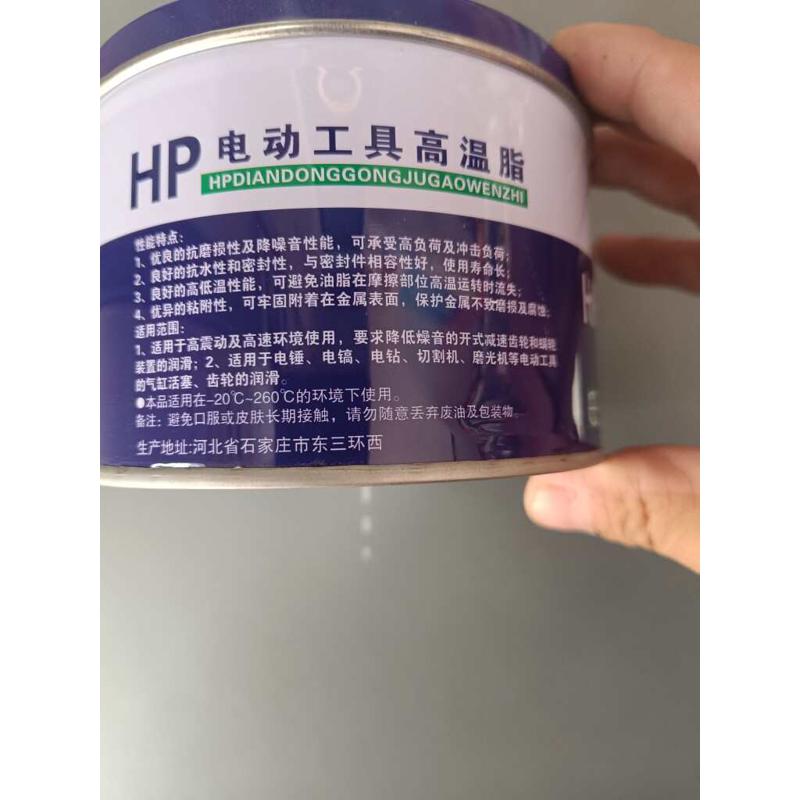 HP 电动工具高温脂
HPDIANDONGGONGJUGAOWENZHI
性能特点:
1、优良的抗磨损性及降噪音性能，可承受高负荷及冲击负荷;
2、良好的抗水性和密封性，与密封件相容性好，使用寿命长;
3、良好的高低温性能，可避免油脂在摩擦部位高温运转时流失;
4、优异的粘附性，可牢固附着在金属表面，保护金属不致磨损及腐蚀;
适用范围:
1、适用于高震动及高速环境使用，要求降低燥音的开式减速齿轮和蜗轮
装置的润滑; 2、适用于电锤、电镐、电钻、切割机、磨光机等电动工具
的气缸活塞、齿轮的润滑。
●本品适用在-20℃~260℃的环境下使用。
备注: 避免口服或皮肤长期接触，请勿随意丢弃废油及包装物。
生产地址:河北省石家庄市东三环西